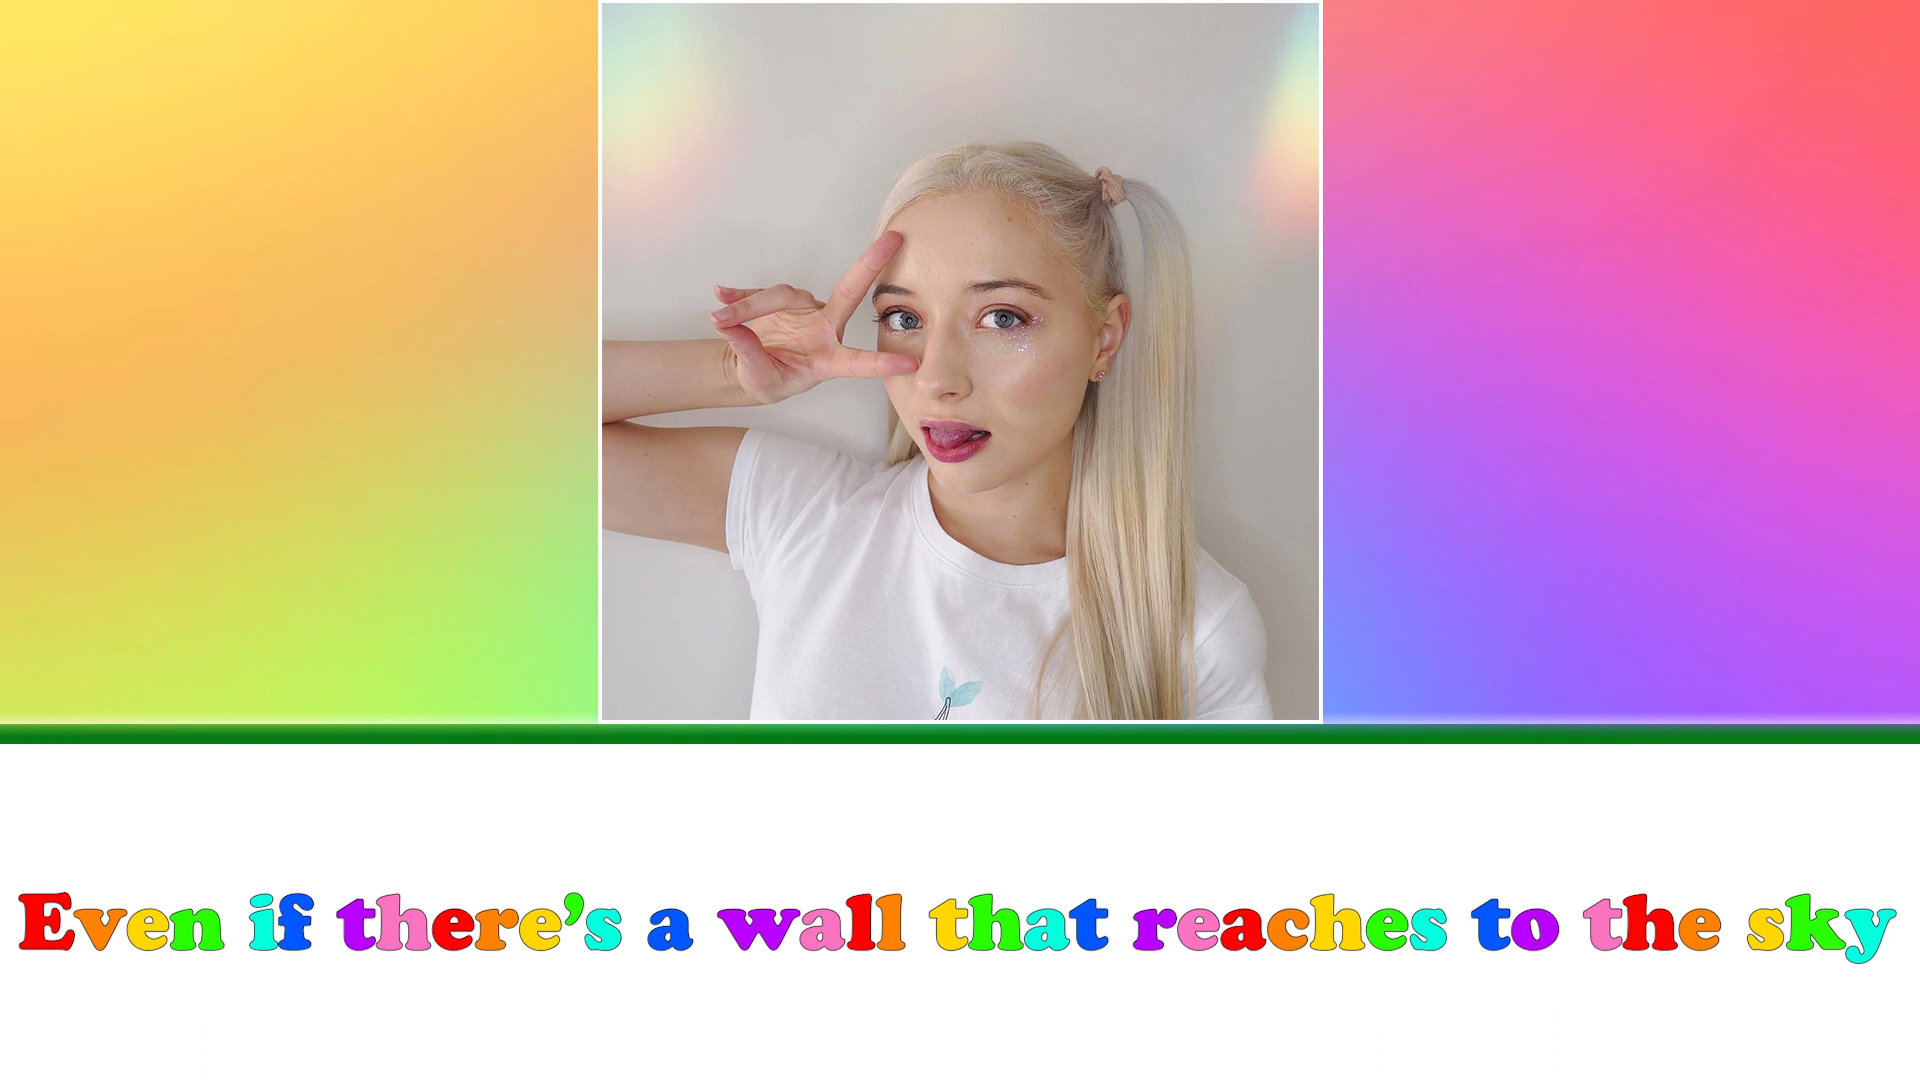 Even if there’s a wall that reaches to the sky